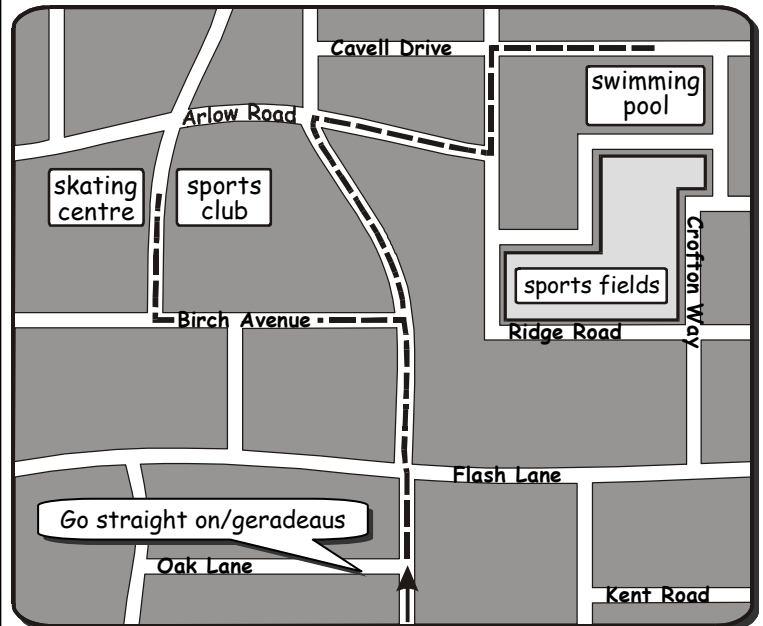 Cavell Drive
swimming
pool
Arlow Road
skating
centre
sports
club
Crofton Way
sports fields
Birch Avenue
Ridge Road
Flash Lane
Go straight on/geradeaus
Oak Lane
Kent Road